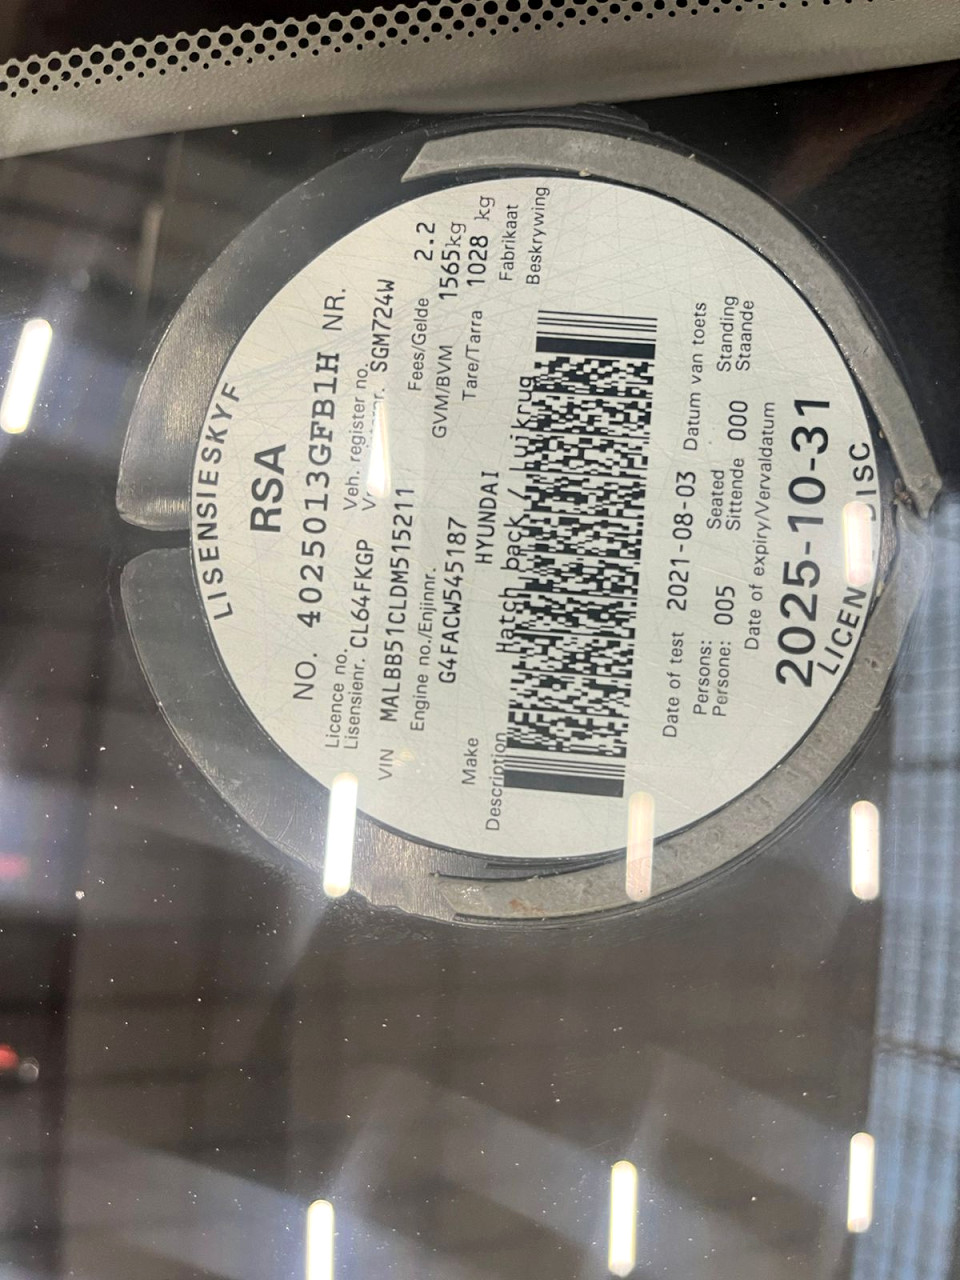 LISENSIESKYF
RSA
NO. 4025013GFB1H NR.
Licence no. Veh. register no.
Lisensienr. CL64FKGP SGM724W
VIN MALBB51CLDM515211 Fees/Gelde 2.2
Engine no./Enjinnr. GVM/BVM 1565kg
G4FACW545187 Tare/Tarra 1028 kg
Make HYUNDAI Fabrikaat
Description Hatch back / Luikrug Beskrywing
Date of test 2021-08-03 Datum van toets
Persons: Seated Standing
Persone: 005 Sittende 000 Staande
Date of expiry/Vervaldatum
2025-10-31